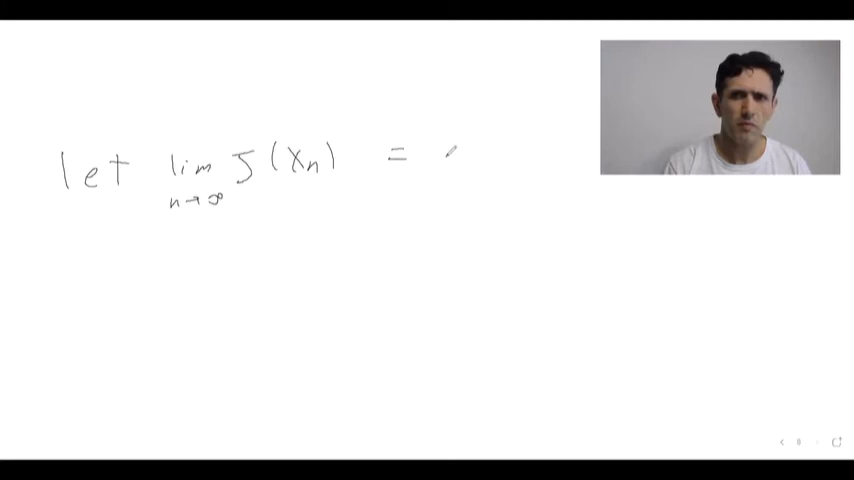 let lim J(xn) =
n→∞